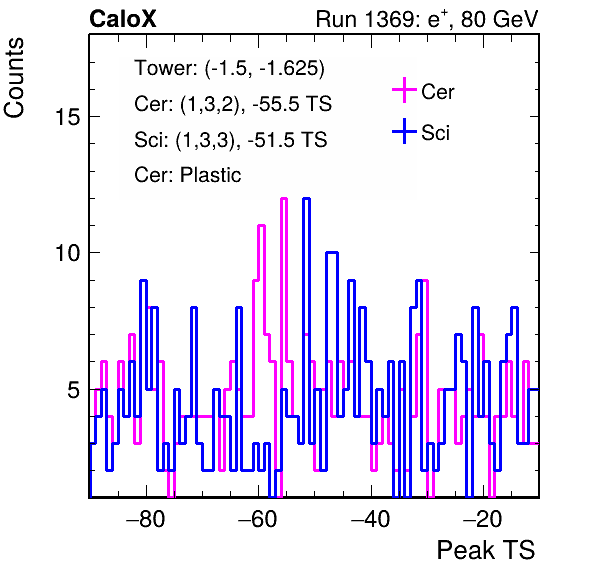 CaloX Run 1369: e⁺, 80 GeV
Counts
Tower: (-1.5, -1.625)
Cer: (1,3,2), -55.5 TS
Sci: (1,3,3), -51.5 TS
Cer: Plastic
Cer
Sci
15
10
5
−80 −60 −40 −20
Peak TS